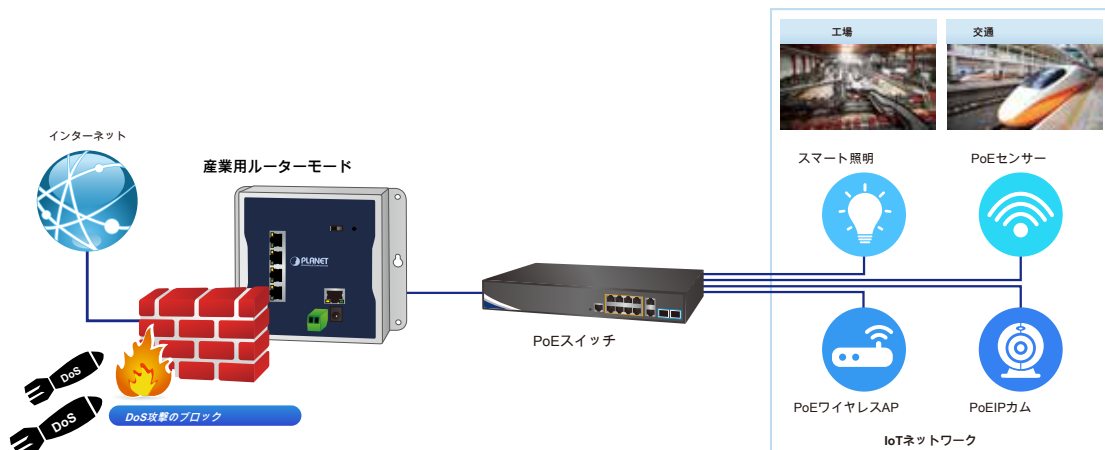 工場
交通
インターネット
産業用ルーターモード
スマート照明
PoEセンサー
PLANET
PoEスイッチ
DoS
DoS
DoS攻撃のブロック
PoEワイヤレスAP
PoEIPカム
IoTネットワーク